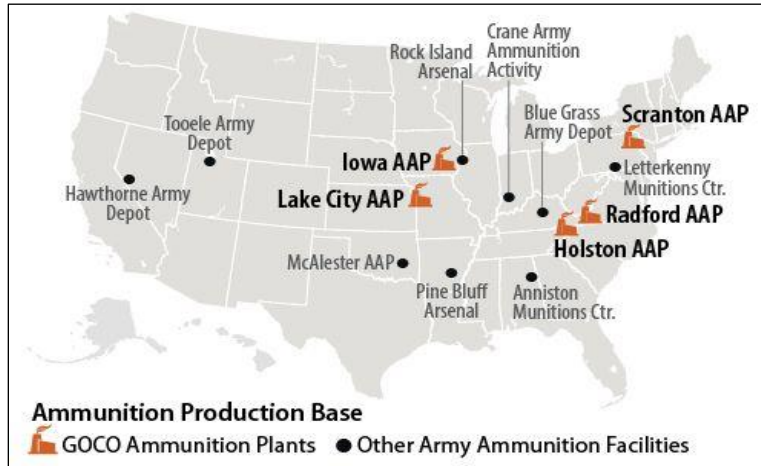 Crane Army
Ammunition
Activity
Rock Island
Arsenal
Blue Grass
Army Depot
Scranton AAP
Tooele Army
Depot
Iowa AAP
Letterkenny
Munitions Ctr.
Hawthorne Army
Depot
Lake City AAP
Radford AAP
Holston AAP
McAlester AAP
Pine Bluff
Arsenal
Anniston
Munitions Ctr.
Ammunition Production Base
GOCO Ammunition Plants
Other Army Ammunition Facilities